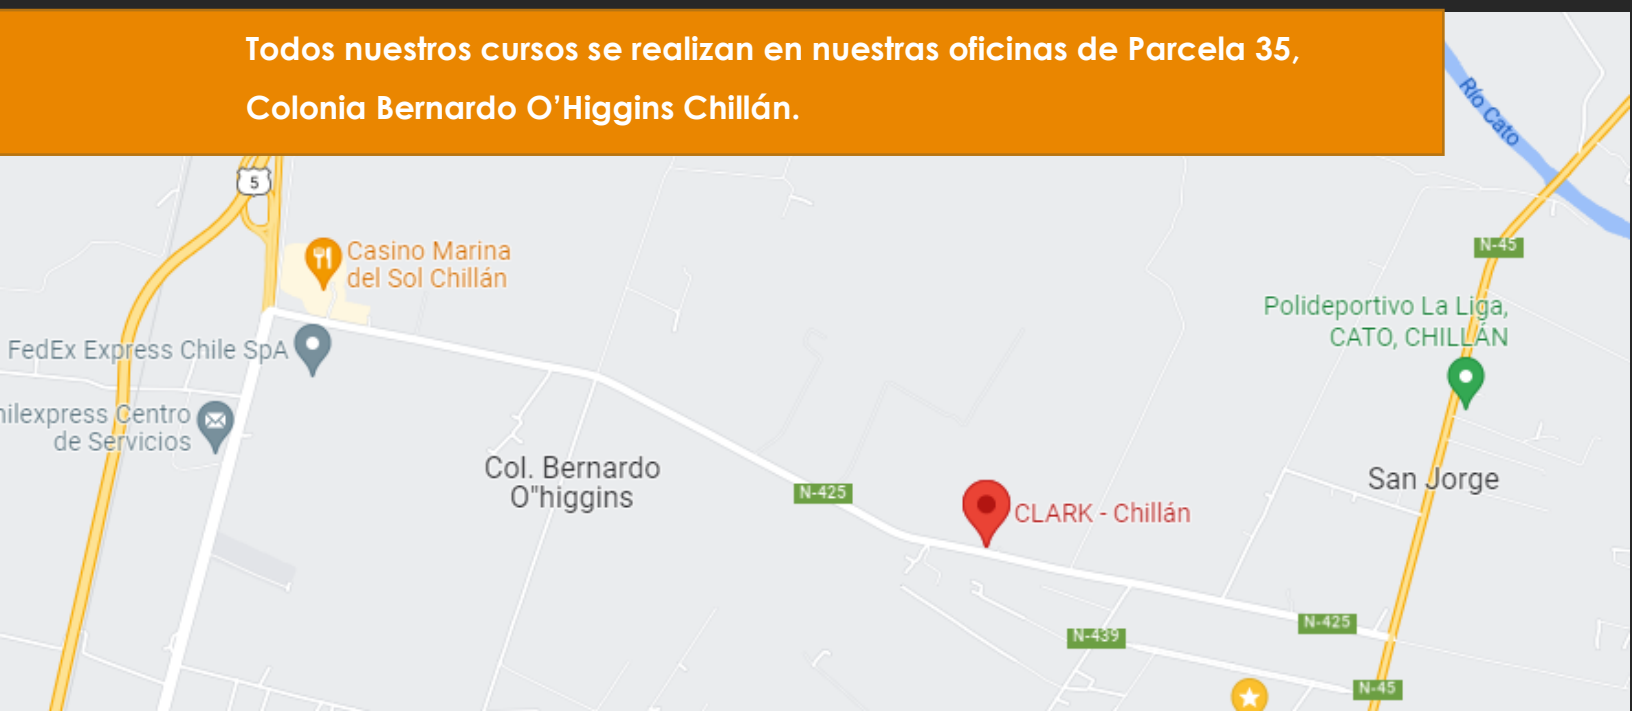 Todos nuestros cursos se realizan en nuestras oficinas de Parcela 35,
Colonia Bernardo O’Higgins Chillán.
Río Cato
5
N-45
Casino Marina
del Sol Chillán
Polideportivo La Liga,
CATO, CHILLÁN
FedEx Express Chile SpA
hilexpress Centro
de Servicios
Col. Bernardo
O"higgins
San Jorge
N-425
CLARK - Chillán
N-425
N-439
N-45